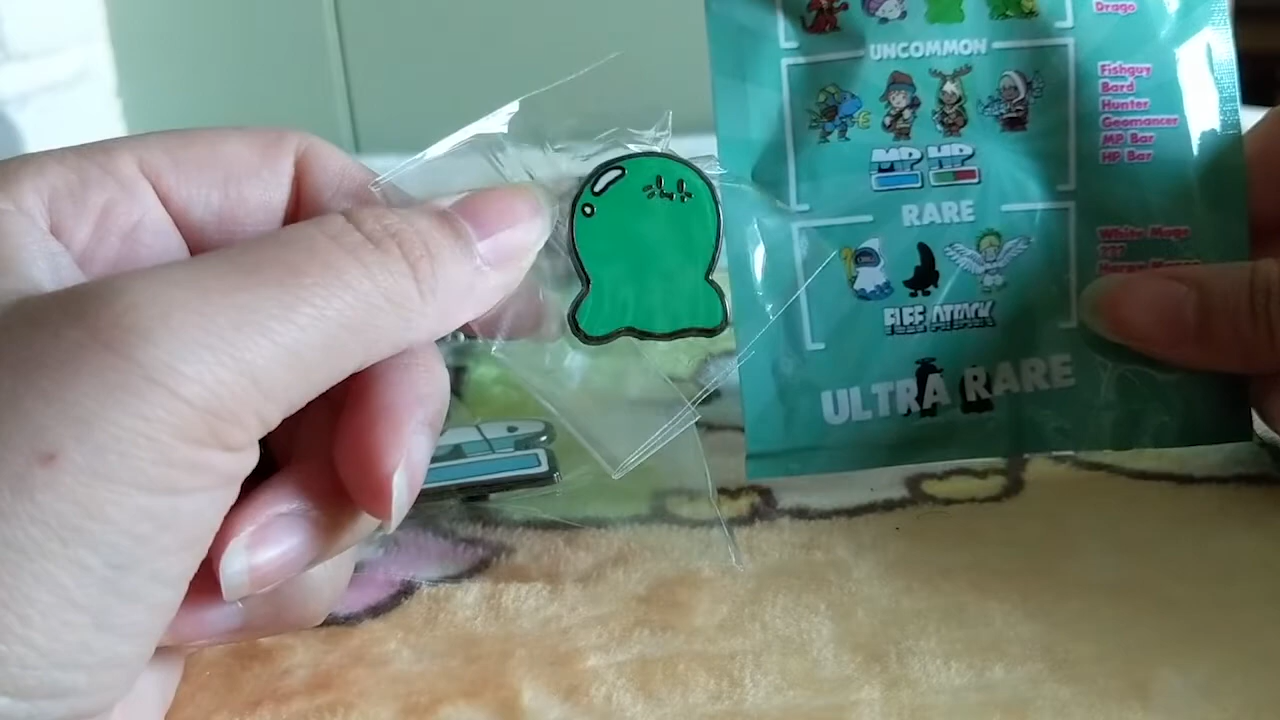 Drago
UNCOMMON
Fishguy
Bard
Hunter
Geomancer
MP Bar
HP Bar
MP HP
RARE
White Mage
???
FLEE ATTACK
ULTRA RARE